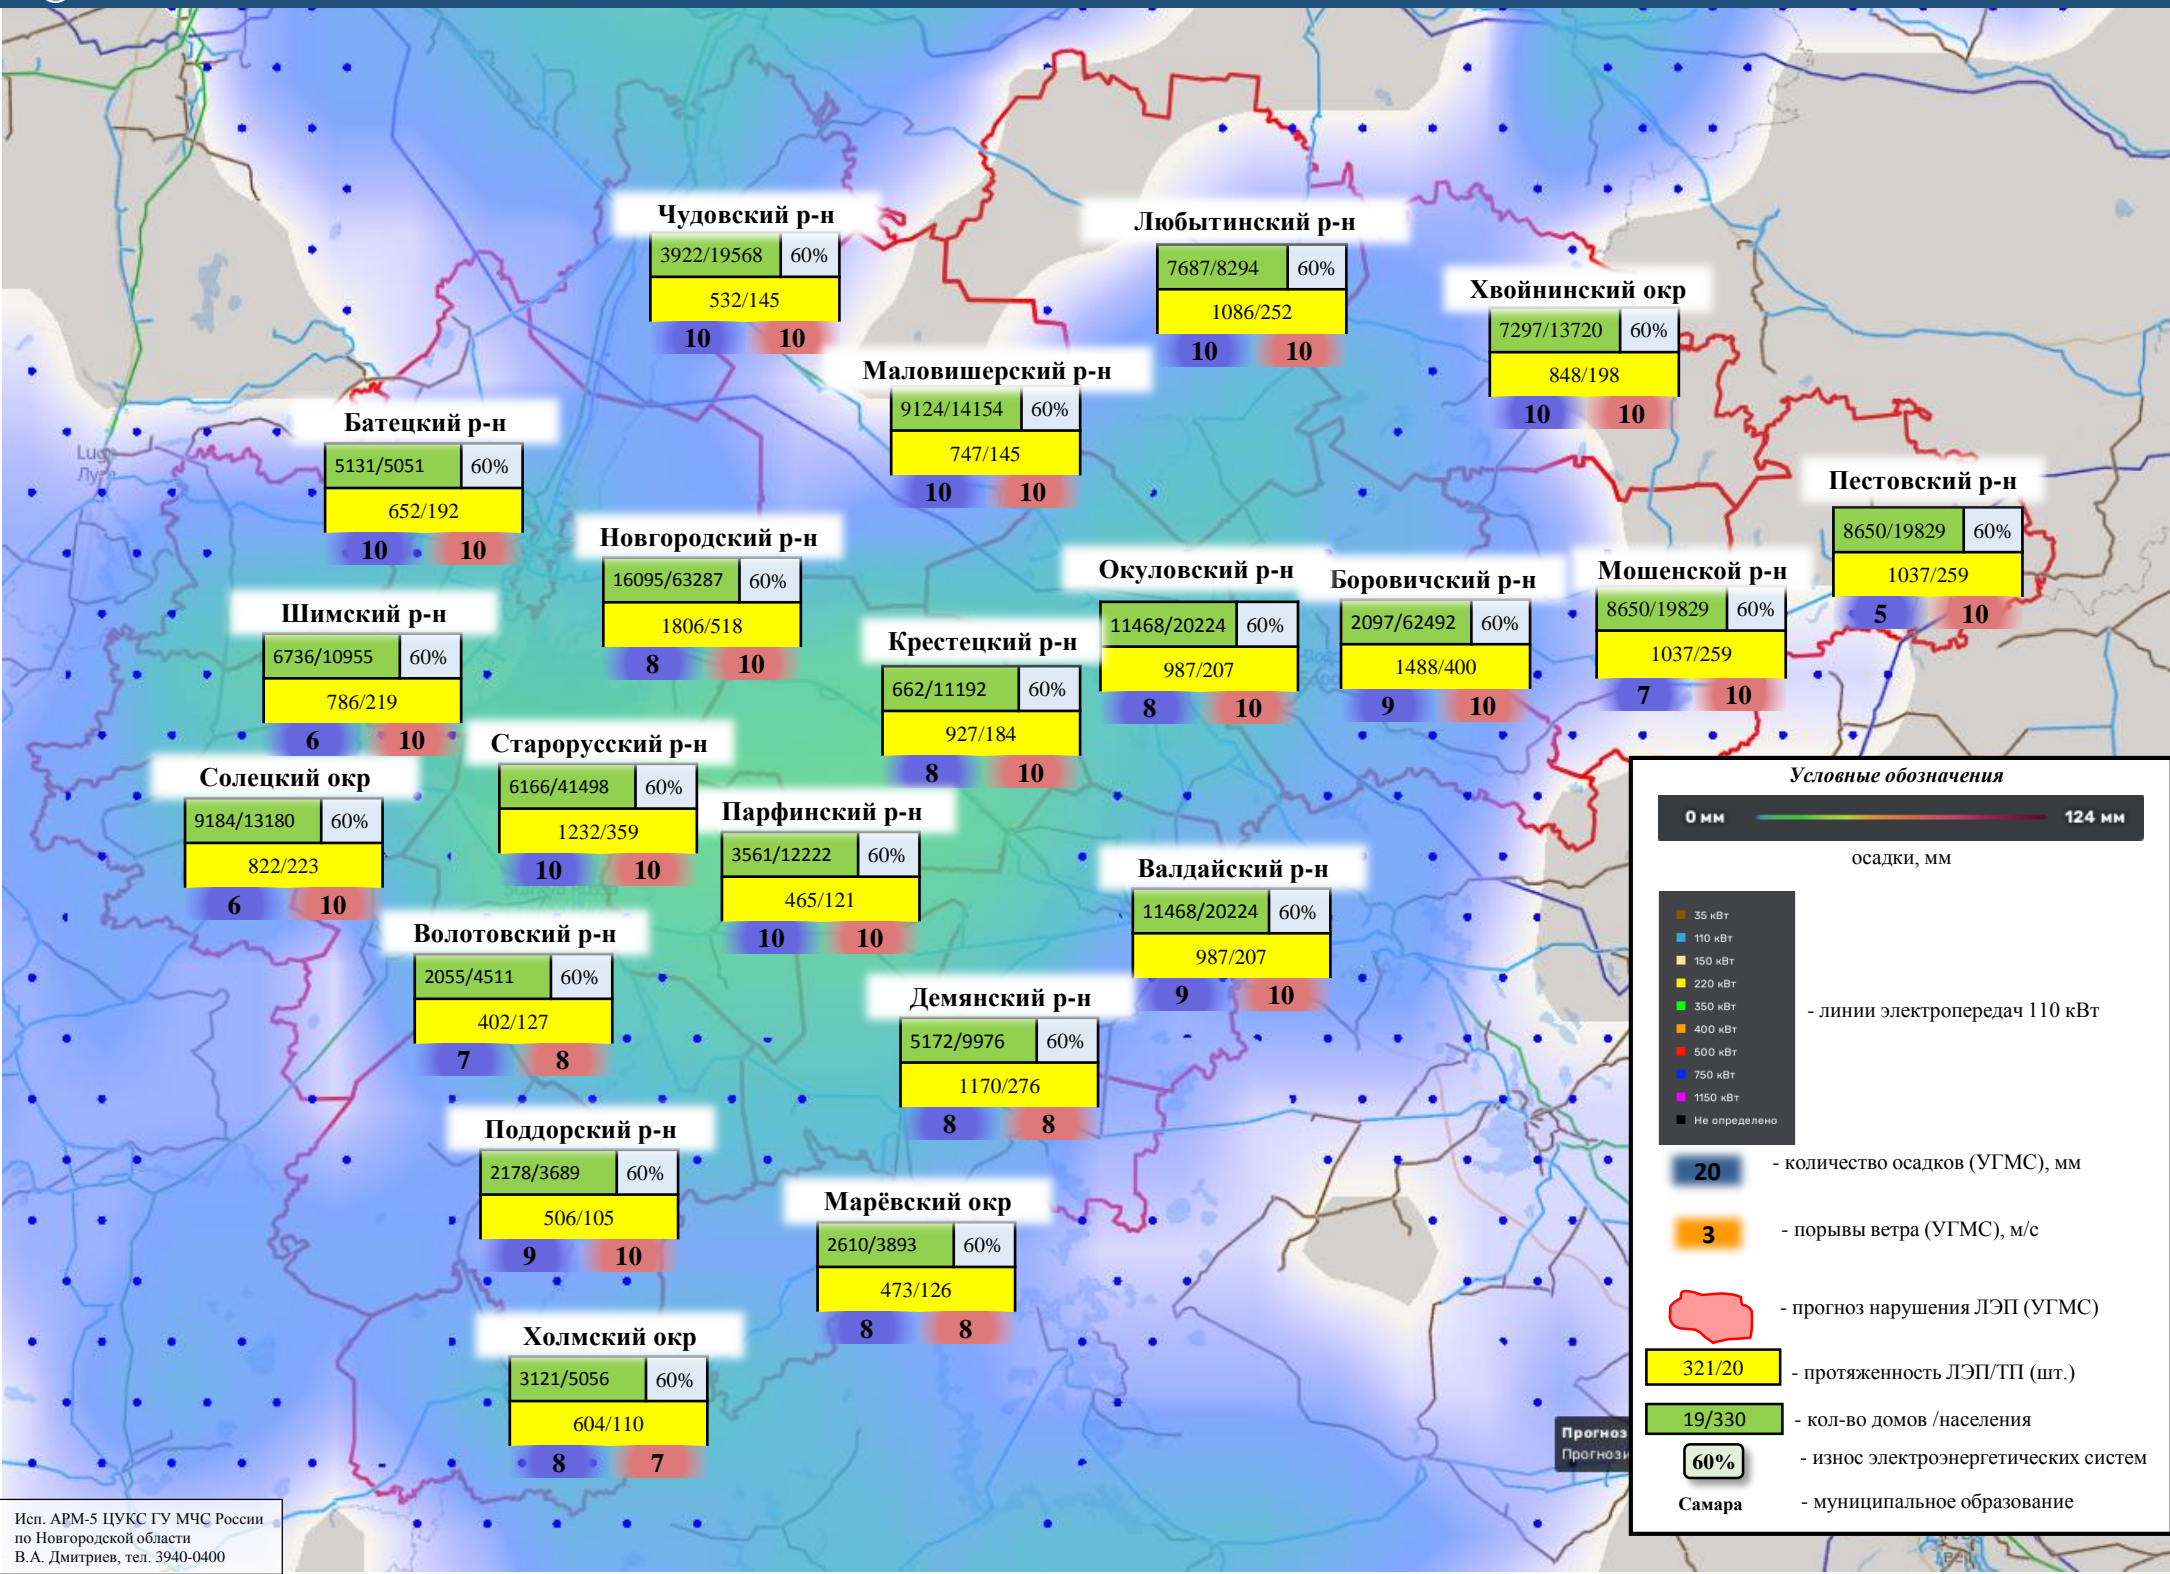 Чудовский р-н
3922/19568 60%
532/145
10 10
Любытинский р-н
7687/8294 60%
1086/252
10 10
Хвойнинский окр
7297/13720 60%
848/198
10 10
Маловишерский р-н
9124/14154 60%
747/145
10 10
Батецкий р-н
5131/5051 60%
652/192
10 10
Luga
Луга
Пестовский р-н
8650/19829 60%
1037/259
5 10
Новгородский р-н
16095/63287 60%
1806/518
8 10
Окуловский р-н
11468/20224 60%
987/207
8 10
Боровичский р-н
2097/62492 60%
1488/400
9 10
Мошенской р-н
8650/19829 60%
1037/259
7 10
Шимский р-н
6736/10955 60%
786/219
6 10
Крестецкий р-н
662/11192 60%
927/184
8 10
Старорусский р-н
6166/41498 60%
1232/359
10 10
Солецкий окр
9184/13180 60%
822/223
6 10
Парфинский р-н
3561/12222 60%
465/121
10 10
Валдайский р-н
11468/20224 60%
987/207
9 10
Волотовский р-н
2055/4511 60%
402/127
7 8
Демянский р-н
5172/9976 60%
1170/276
8 8
Поддорский р-н
2178/3689 60%
506/105
9 10
Марёвский окр
2610/3893 60%
473/126
8 8
Холмский окр
3121/5056 60%
604/110
8 7
Условные обозначения
0 мм 124 мм
осадки, мм
35 кВт
110 кВт
150 кВт
220 кВт
350 кВт
400 кВт
500 кВт
750 кВт
1150 кВт
Не определено
- линии электропередач 110 кВт
20 - количество осадков (УГМС), мм
3 - порывы ветра (УГМС), м/с
- прогноз нарушения ЛЭП (УГМС)
321/20 - протяженность ЛЭП/ТП (шт.)
19/330 - кол-во домов /населения
60% - износ электроэнергетических систем
Самара - муниципальное образование
Прогноз
Исп. АРМ-5 ЦУКС ГУ МЧС России
по Новгородской области
В.А. Дмитриев, тел. 3940-0400